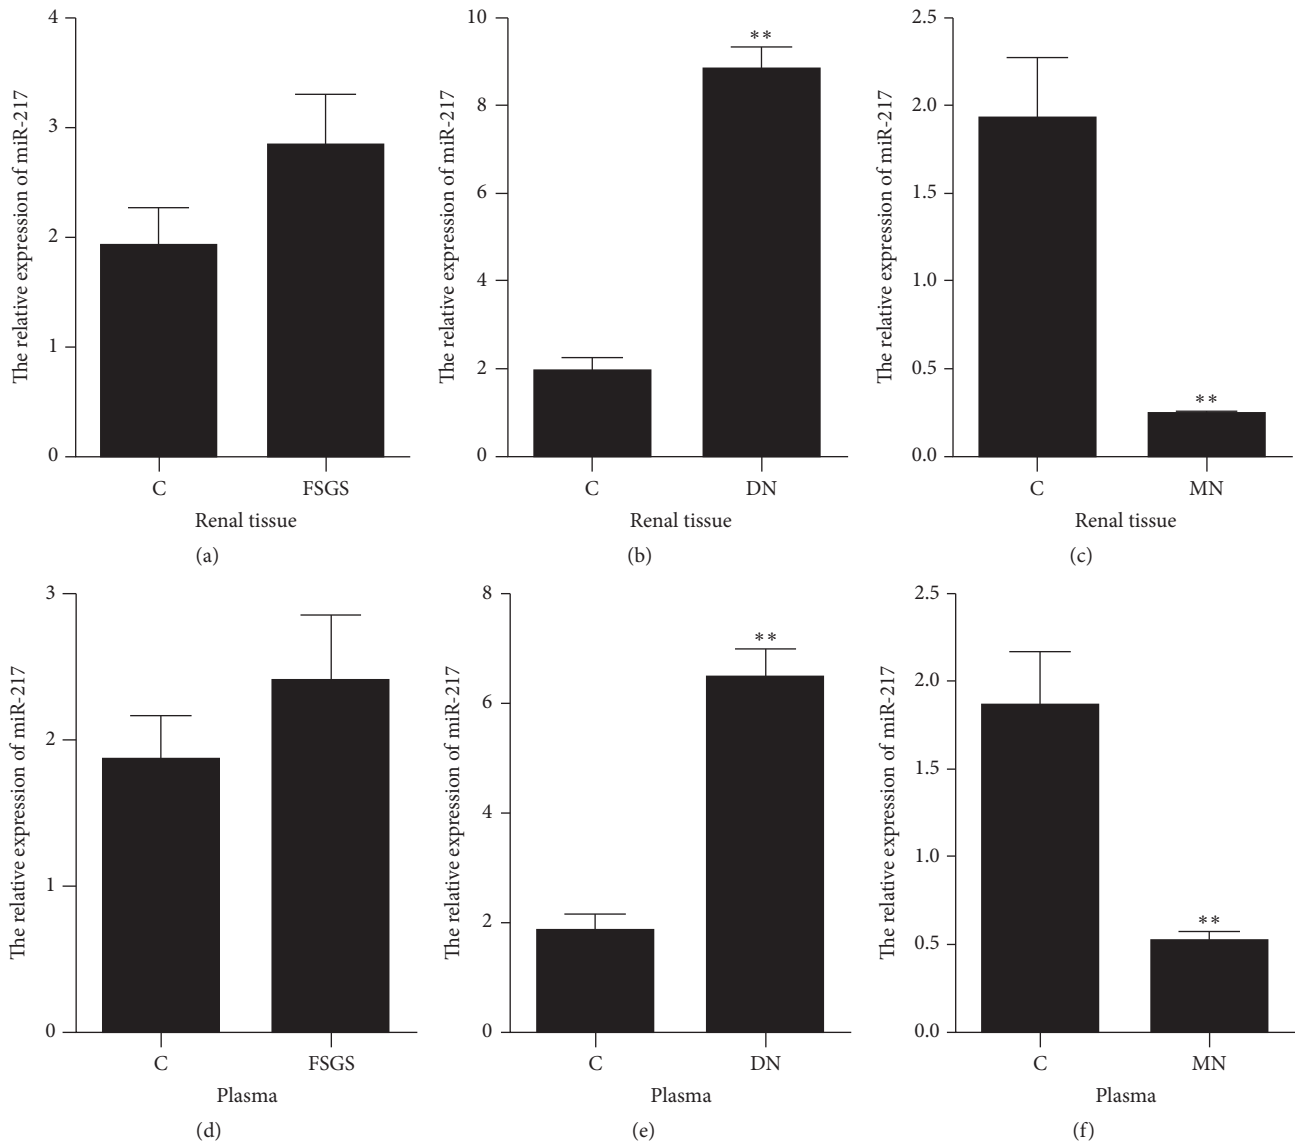 The relative expression of miR-217
4
3
2
1
0
C
FSGS
Renal tissue
(a)
The relative expression of miR-217
10
8
6
4
2
0
**
C
DN
Renal tissue
(b)
The relative expression of miR-217
2.5
2.0
1.5
1.0
0.5
0.0
**
C
MN
Renal tissue
(c)
The relative expression of miR-217
3
2
1
0
C
FSGS
Plasma
(d)
The relative expression of miR-217
8
6
4
2
0
**
C
DN
Plasma
(e)
The relative expression of miR-217
2.5
2.0
1.5
1.0
0.5
0.0
**
C
MN
Plasma
(f)